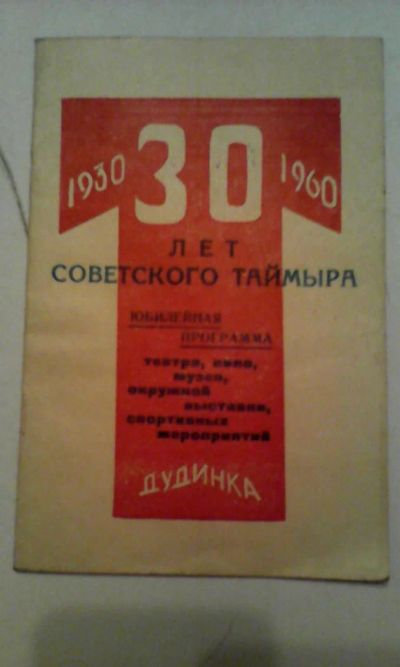 1930 30 1960
ЛЕТ
СОВЕТСКОГО ТАЙМЫРА
ЮБИЛЕЙНАЯ
ПРОГРАММА
театра, кино,
музея,
окружной
выставки,
спортивных
мероприятий
ДУДИНКА